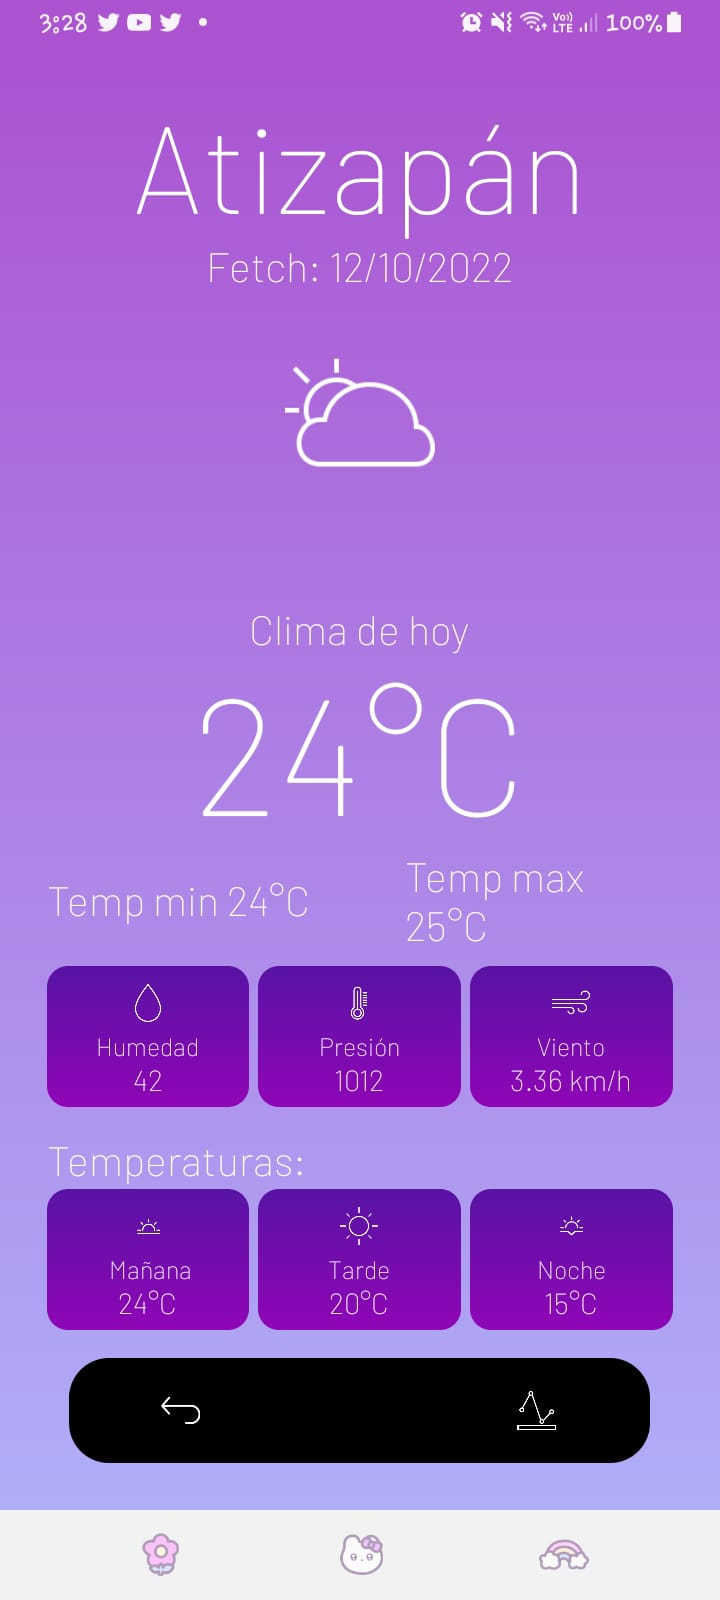 3:28
Vo))
LTE
100%
Atizapán
Fetch: 12/10/2022
Clima de hoy
24°C
Temp min 24°C
Temp max
25°C
Humedad
42
Presión
1012
Viento
3.36 km/h
Temperaturas:
Mañana
24°C
Tarde
20°C
Noche
15°C